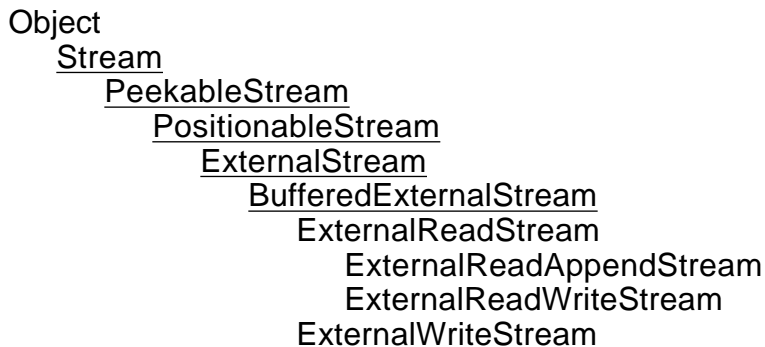 Object
Stream
PeekableStream
PositionableStream
ExternalStream
BufferedExternalStream
ExternalReadStream
ExternalReadAppendStream
ExternalReadWriteStream
ExternalWriteStream